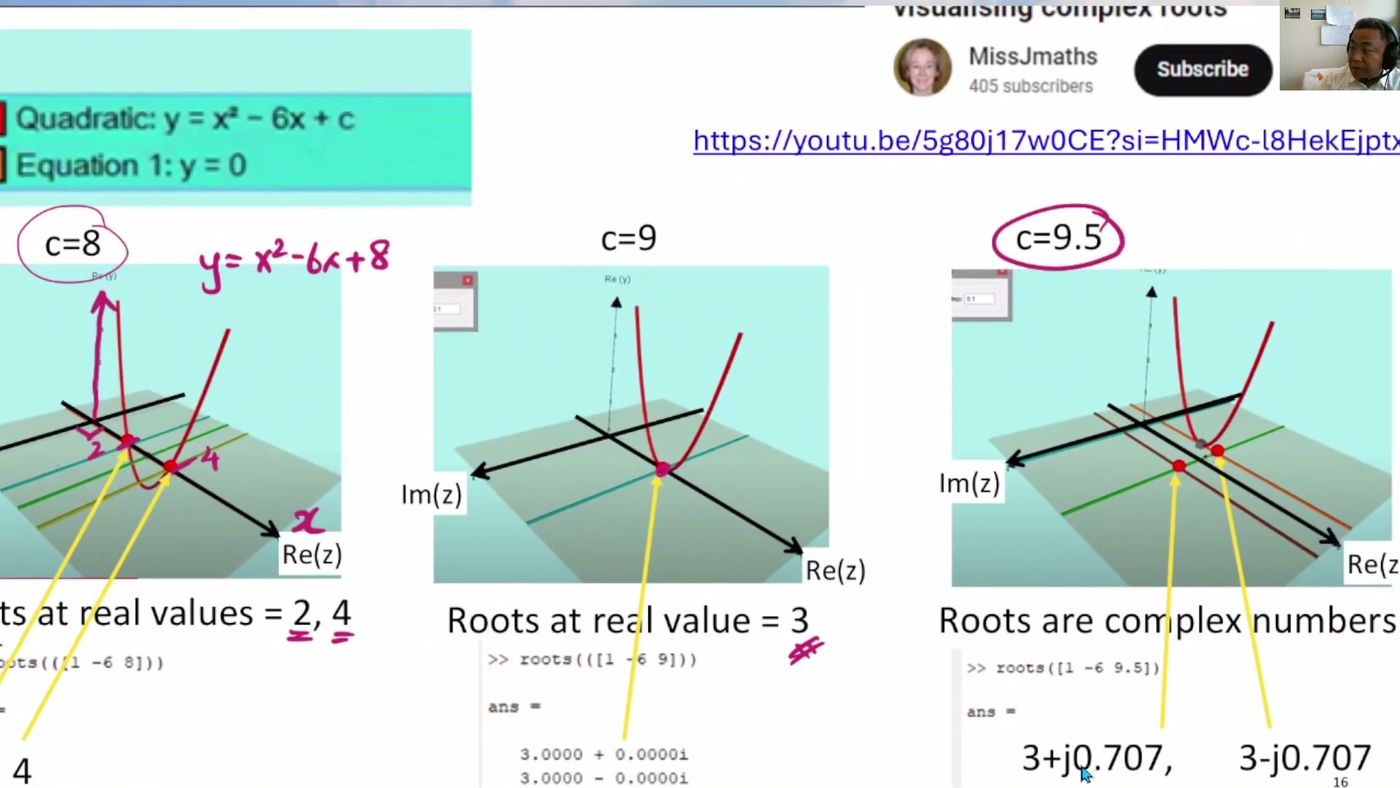 visualising complex roots
MissJmaths
405 subscribers
Subscribe
https://youtu.be/5g80j17w0CE?si=HMWc-l8HekEjptx
Quadratic: y = x² − 6x + c
Equation 1: y = 0
c=8
y= x²-6x+8
c=9
c=9.5
Re (y)
Re (y)
Re (y)
0.1
2
4
x
Re(z)
Im(z)
Re(z)
Im(z)
Re(z
ts at real values = 2, 4
Roots at real value = 3
Roots are complex numbers
oots(([1 -6 8]))
=
4
>> roots(([1 -6 9]))
ans =
3.0000 + 0.0000i
3.0000 - 0.0000i
>> roots([1 -6 9.5])
ans =
3+j0.707, 3-j0.707
16